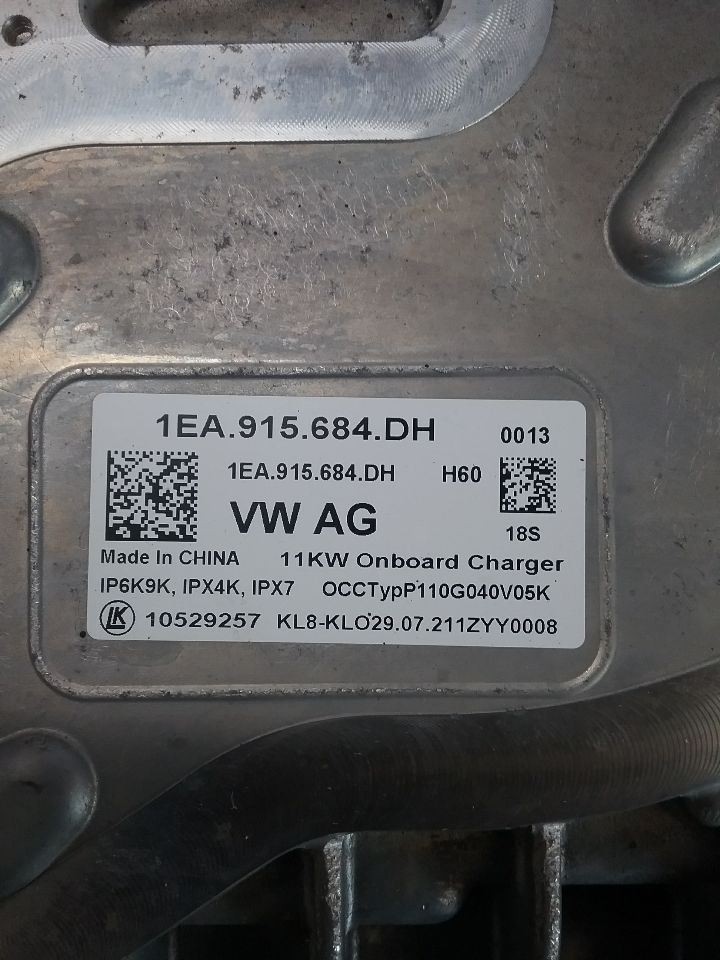 1EA.915.684.DH 0013
1EA.915.684.DH H60
VW AG 18S
Made In CHINA 11KW Onboard Charger
IP6K9K, IPX4K, IPX7 OCCTypP110G040V05K
LK 10529257 KL8-KLO29.07.211ZYY0008